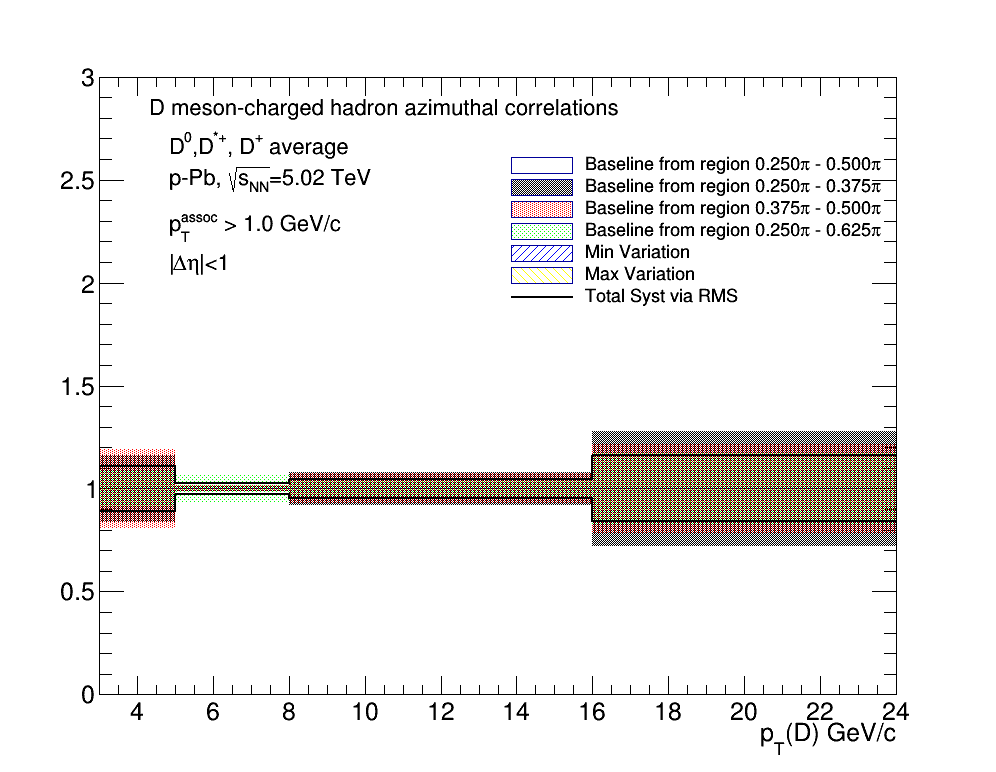 D meson-charged hadron azimuthal correlations
D⁰,D*⁺, D⁺ average
p-Pb, √s_NN=5.02 TeV
p_T^assoc > 1.0 GeV/c
|Δη|<1
Baseline from region 0.250π - 0.500π
Baseline from region 0.250π - 0.375π
Baseline from region 0.375π - 0.500π
Baseline from region 0.250π - 0.625π
Min Variation
Max Variation
Total Syst via RMS
3
2.5
2
1.5
1
0.5
0
4 6 8 10 12 14 16 18 20 22 24
p_T(D) GeV/c